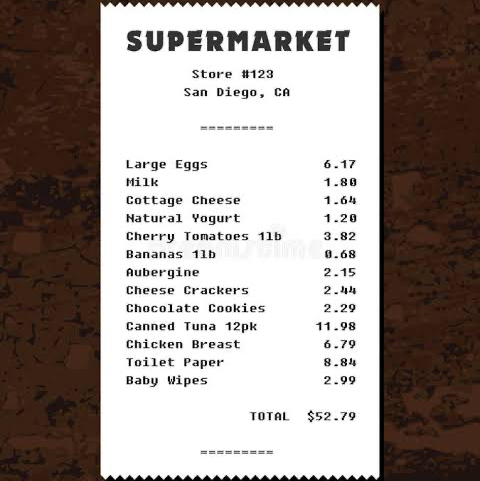 SUPERMARKET
Store #123
San Diego, CA
=========
Large Eggs 6.17
Milk 1.80
Cottage Cheese 1.64
Natural Yogurt 1.20
Cherry Tomatoes 1lb 3.82
Bananas 1lb 0.68
Aubergine 2.15
Cheese Crackers 2.44
Chocolate Cookies 2.29
Canned Tuna 12pk 11.98
Chicken Breast 6.79
Toilet Paper 8.84
Baby Wipes 2.99
TOTAL $52.79
=========